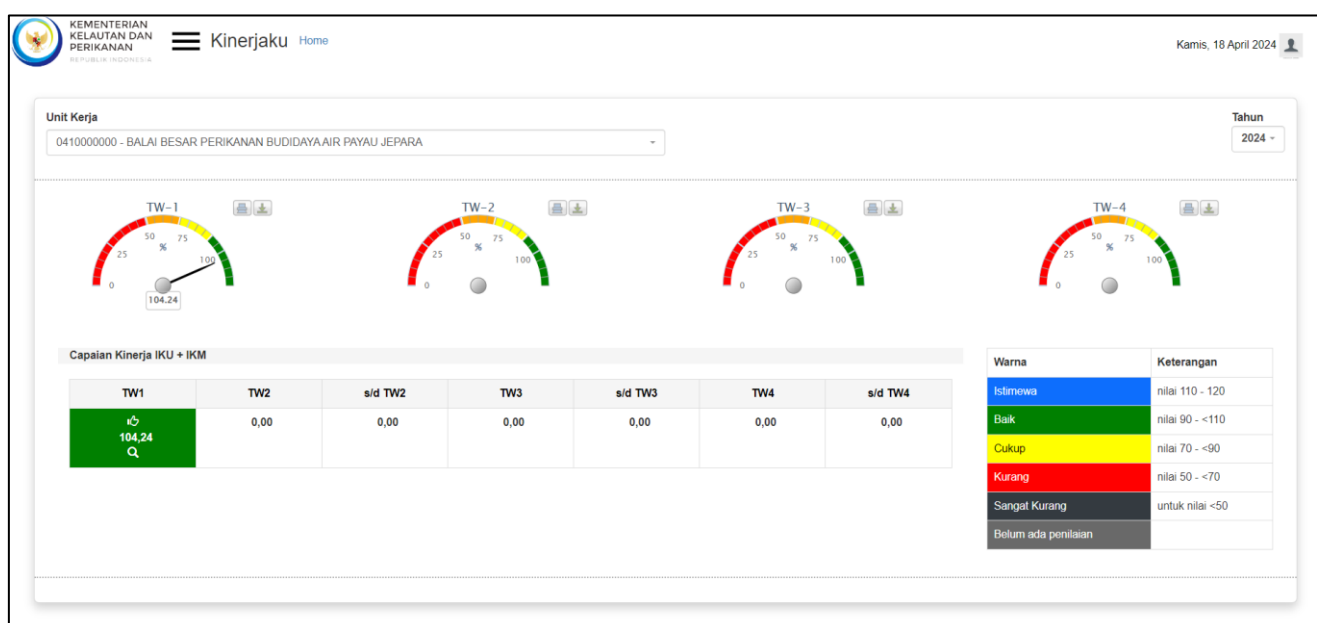 KEMENTERIAN
KELAUTAN DAN
PERIKANAN
REPUBLIK INDONESIA
Kinerjaku Home
Kamis, 18 April 2024
Unit Kerja
Tahun
0410000000 - BALAI BESAR PERIKANAN BUDIDAYA AIR PAYAU JEPARA
2024
TW-1
0 25 50 75 100
%
104.24
TW-2
0 25 50 75 100
%
TW-3
0 25 50 75 100
%
TW-4
0 25 50 75 100
%
Capaian Kinerja IKU + IKM
TW1 TW2 s/d TW2 TW3 s/d TW3 TW4 s/d TW4
104,24 0,00 0,00 0,00 0,00 0,00 0,00
Warna Keterangan
Istimewa nilai 110 - 120
Baik nilai 90 - <110
Cukup nilai 70 - <90
Kurang nilai 50 - <70
Sangat Kurang untuk nilai <50
Belum ada penilaian